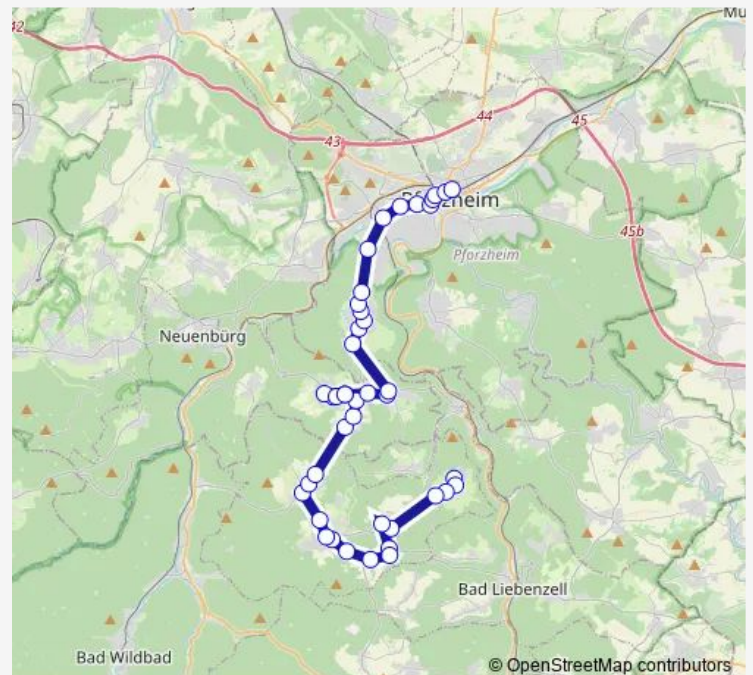 Mu
42
44
45
43
Pforzheim
45b
Pforzheim
Neuenbürg
Bad Liebenzell
Bad Wildbad
© OpenStreetMap contributors